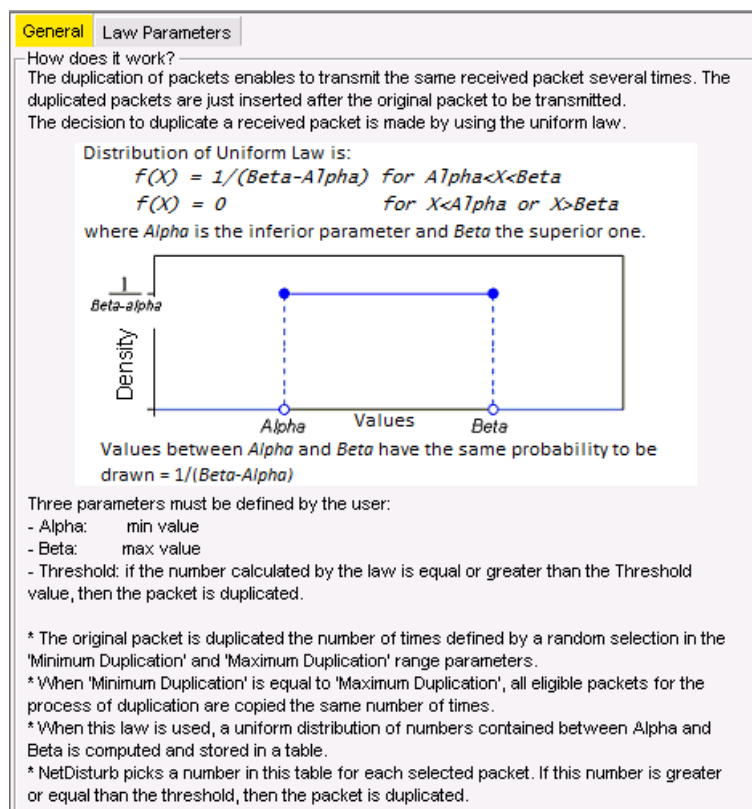 General Law Parameters
How does it work?
The duplication of packets enables to transmit the same received packet several times. The
duplicated packets are just inserted after the original packet to be transmitted.
The decision to duplicate a received packet is made by using the uniform law.
Distribution of Uniform Law is:
f(X) = 1/(Beta-Alpha) for Alpha<X<Beta
f(X) = 0 for X<Alpha or X>Beta
where Alpha is the inferior parameter and Beta the superior one.
1
Beta-alpha
Density
Alpha Values Beta
Values between Alpha and Beta have the same probability to be
drawn = 1/(Beta-Alpha)
Three parameters must be defined by the user:
- Alpha: min value
- Beta: max value
- Threshold: if the number calculated by the law is equal or greater than the Threshold
value, then the packet is duplicated.
* The original packet is duplicated the number of times defined by a random selection in the
'Minimum Duplication' and 'Maximum Duplication' range parameters.
* When 'Minimum Duplication' is equal to 'Maximum Duplication', all eligible packets for the
process of duplication are copied the same number of times.
* When this law is used, a uniform distribution of numbers contained between Alpha and
Beta is computed and stored in a table.
* NetDisturb picks a number in this table for each selected packet. If this number is greater
or equal than the threshold, then the packet is duplicated.